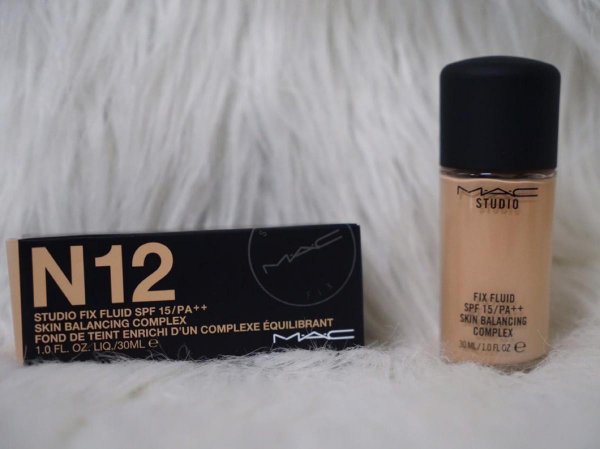 N12
STUDIO FIX FLUID SPF 15/PA++
SKIN BALANCING COMPLEX
FOND DE TEINT ENRICHI D'UN COMPLEXE ÉQUILIBRANT
1.0 FL. OZ. LIQ./30ML ℮
MAC
MAC
FIX
MAC
STUDIO
FIX FLUID
SPF 15/PA++
SKIN BALANCING
COMPLEX
30 ML/1.0 FL OZ ℮